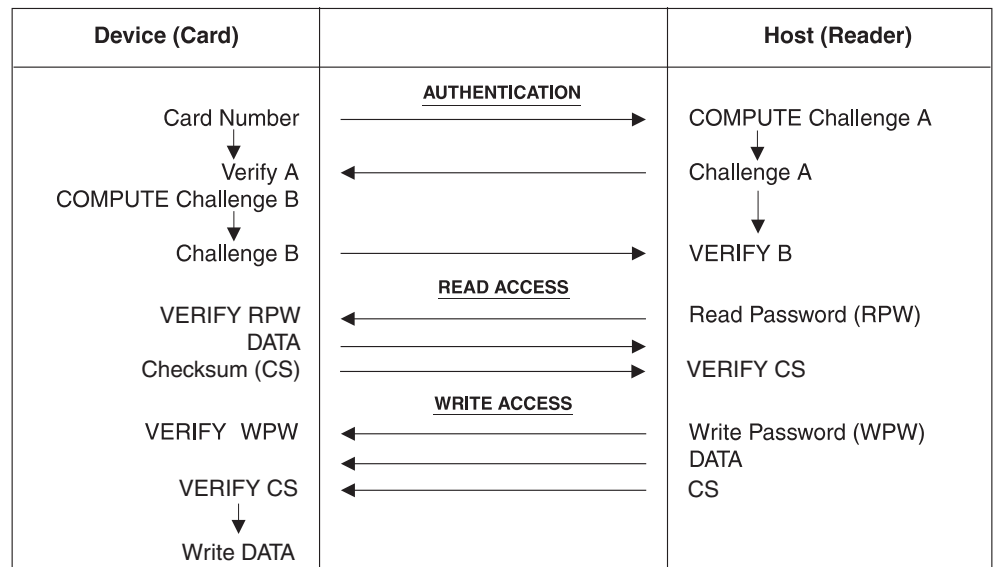 Device (Card) Host (Reader)
AUTHENTICATION
Card Number COMPUTE Challenge A
Verify A Challenge A
COMPUTE Challenge B
Challenge B VERIFY B
READ ACCESS
VERIFY RPW Read Password (RPW)
DATA
Checksum (CS) VERIFY CS
WRITE ACCESS
VERIFY WPW Write Password (WPW)
DATA
VERIFY CS CS
Write DATA